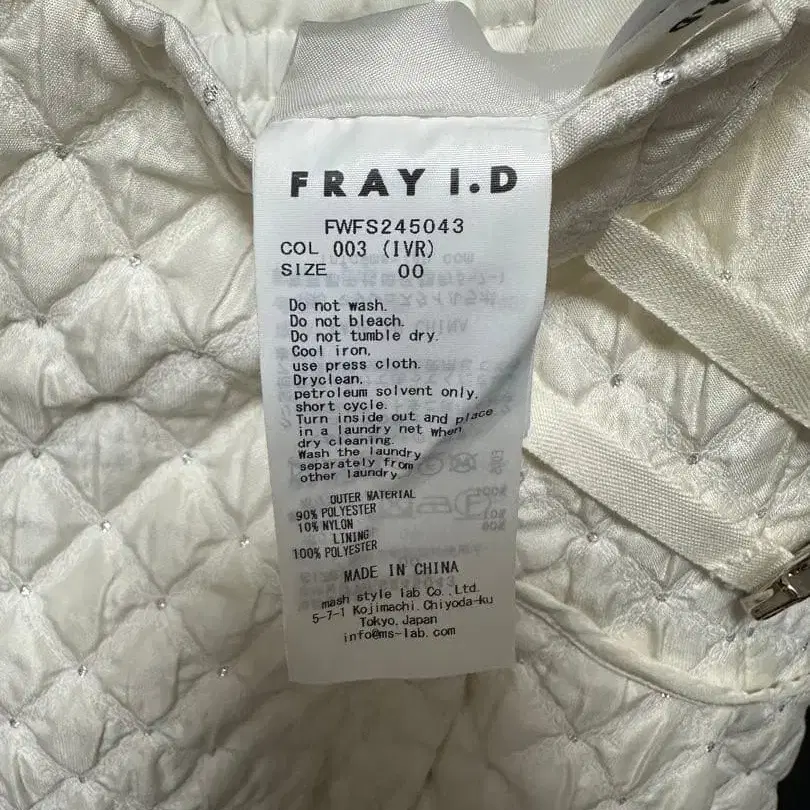 FRAY I.D
FWFS245043
COL 003 (IVR)
SIZE 00
Do not wash.
Do not bleach.
Do not tumble dry.
Cool iron,
use press cloth.
Dryclean,
petroleum solvent only,
short cycle.
Turn inside out and place
in a laundry net when
dry cleaning.
Wash the laundry
separately from
other laundry
OUTER MATERIAL
90% POLYESTER
10% NYLON
LINING
100% POLYESTER
MADE IN CHINA
mash style lab Co.,Ltd.
5-7-1 Kojimachi,Chiyoda-ku
Tokyo,Japan
info@ms-lab.com